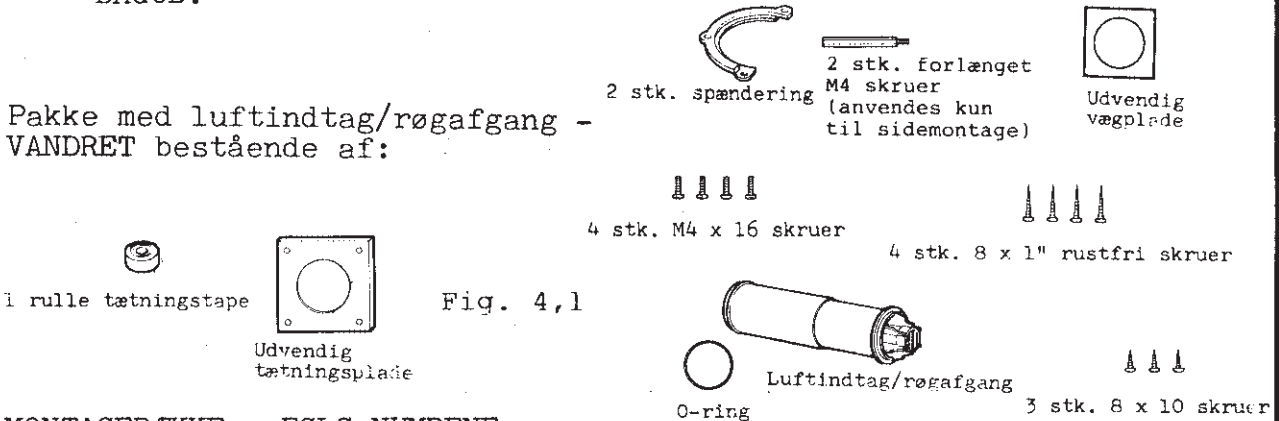 2 stk. spændering
2 stk. forlænget
M4 skruer
(anvendes kun
til sidemontage)
Udvendig
vægplade
Pakke med luftindtag/røgafgang -
VANDRET bestående af:
4 stk. M4 x 16 skruer
4 stk. 8 x 1" rustfri skruer
1 rulle tætningstape
Udvendig
tætningsplade
Fig. 4,1
O-ring
Luftindtag/røgafgang
3 stk. 8 x 10 skruer